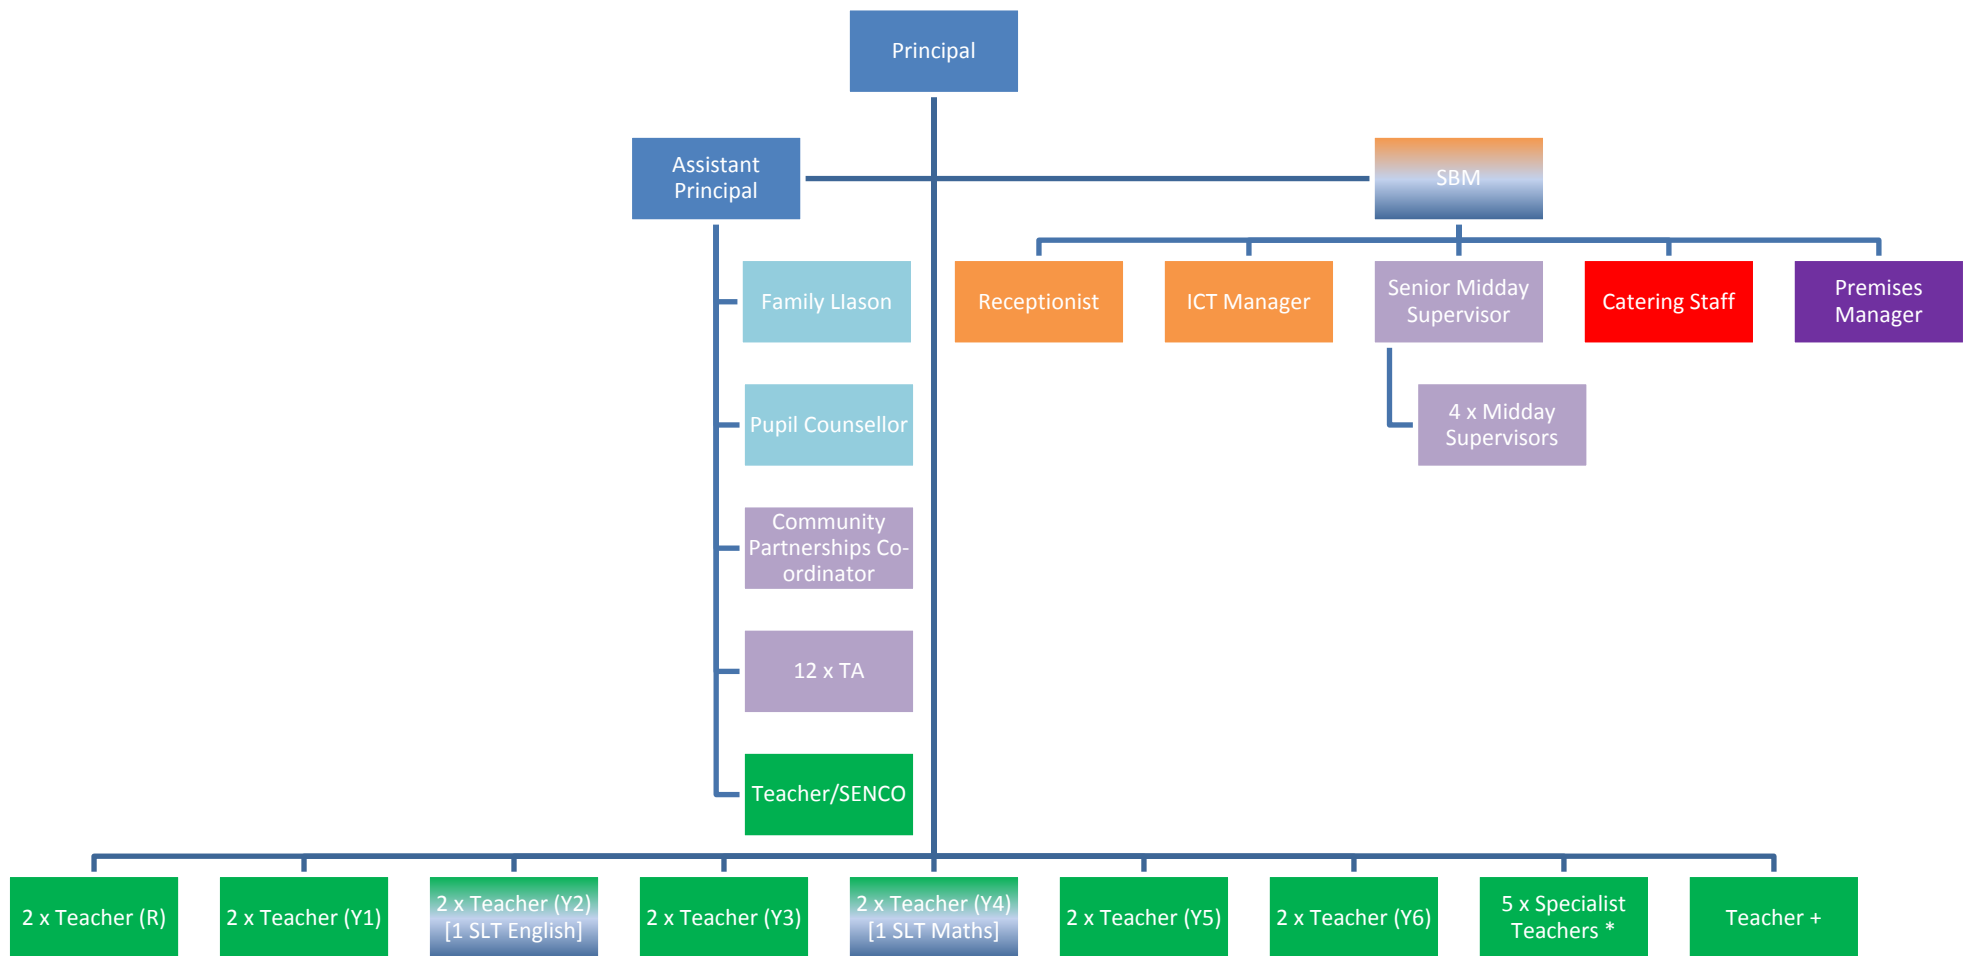 Principal
Assistant
Principal
SBM
Family LIason
Receptionist
ICT Manager
Senior Midday
Supervisor
Catering Staff
Premises
Manager
Pupil Counsellor
4 x Midday
Supervisors
Community
Partnerships Co-
ordinator
12 x TA
Teacher/SENCO
2 x Teacher (R)
2 x Teacher (Y1)
2 x Teacher (Y2)
[1 SLT English]
2 x Teacher (Y3)
2 x Teacher (Y4)
[1 SLT Maths]
2 x Teacher (Y5)
2 x Teacher (Y6)
5 x Specialist
Teachers *
Teacher +